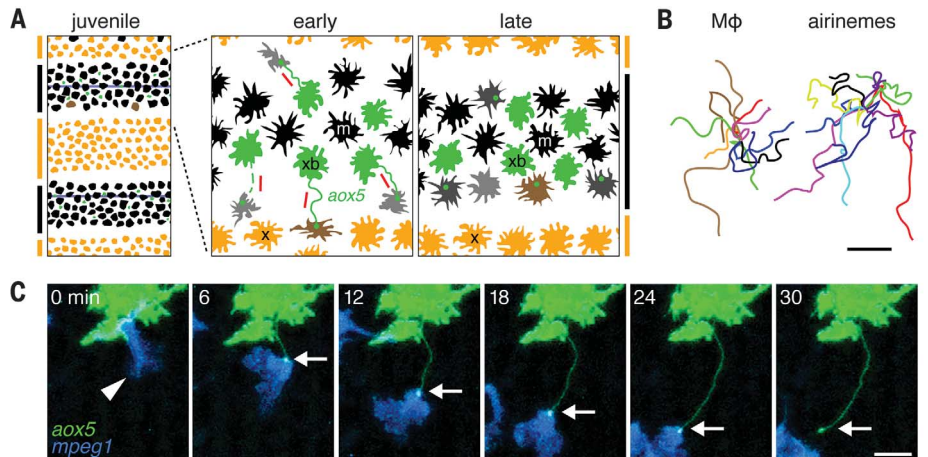 A
juvenile
early
late
m
xb
aox5
x
m
xb
x
B
Mϕ
airinemes
C
0 min
6
12
18
24
30
aox5
mpeg1